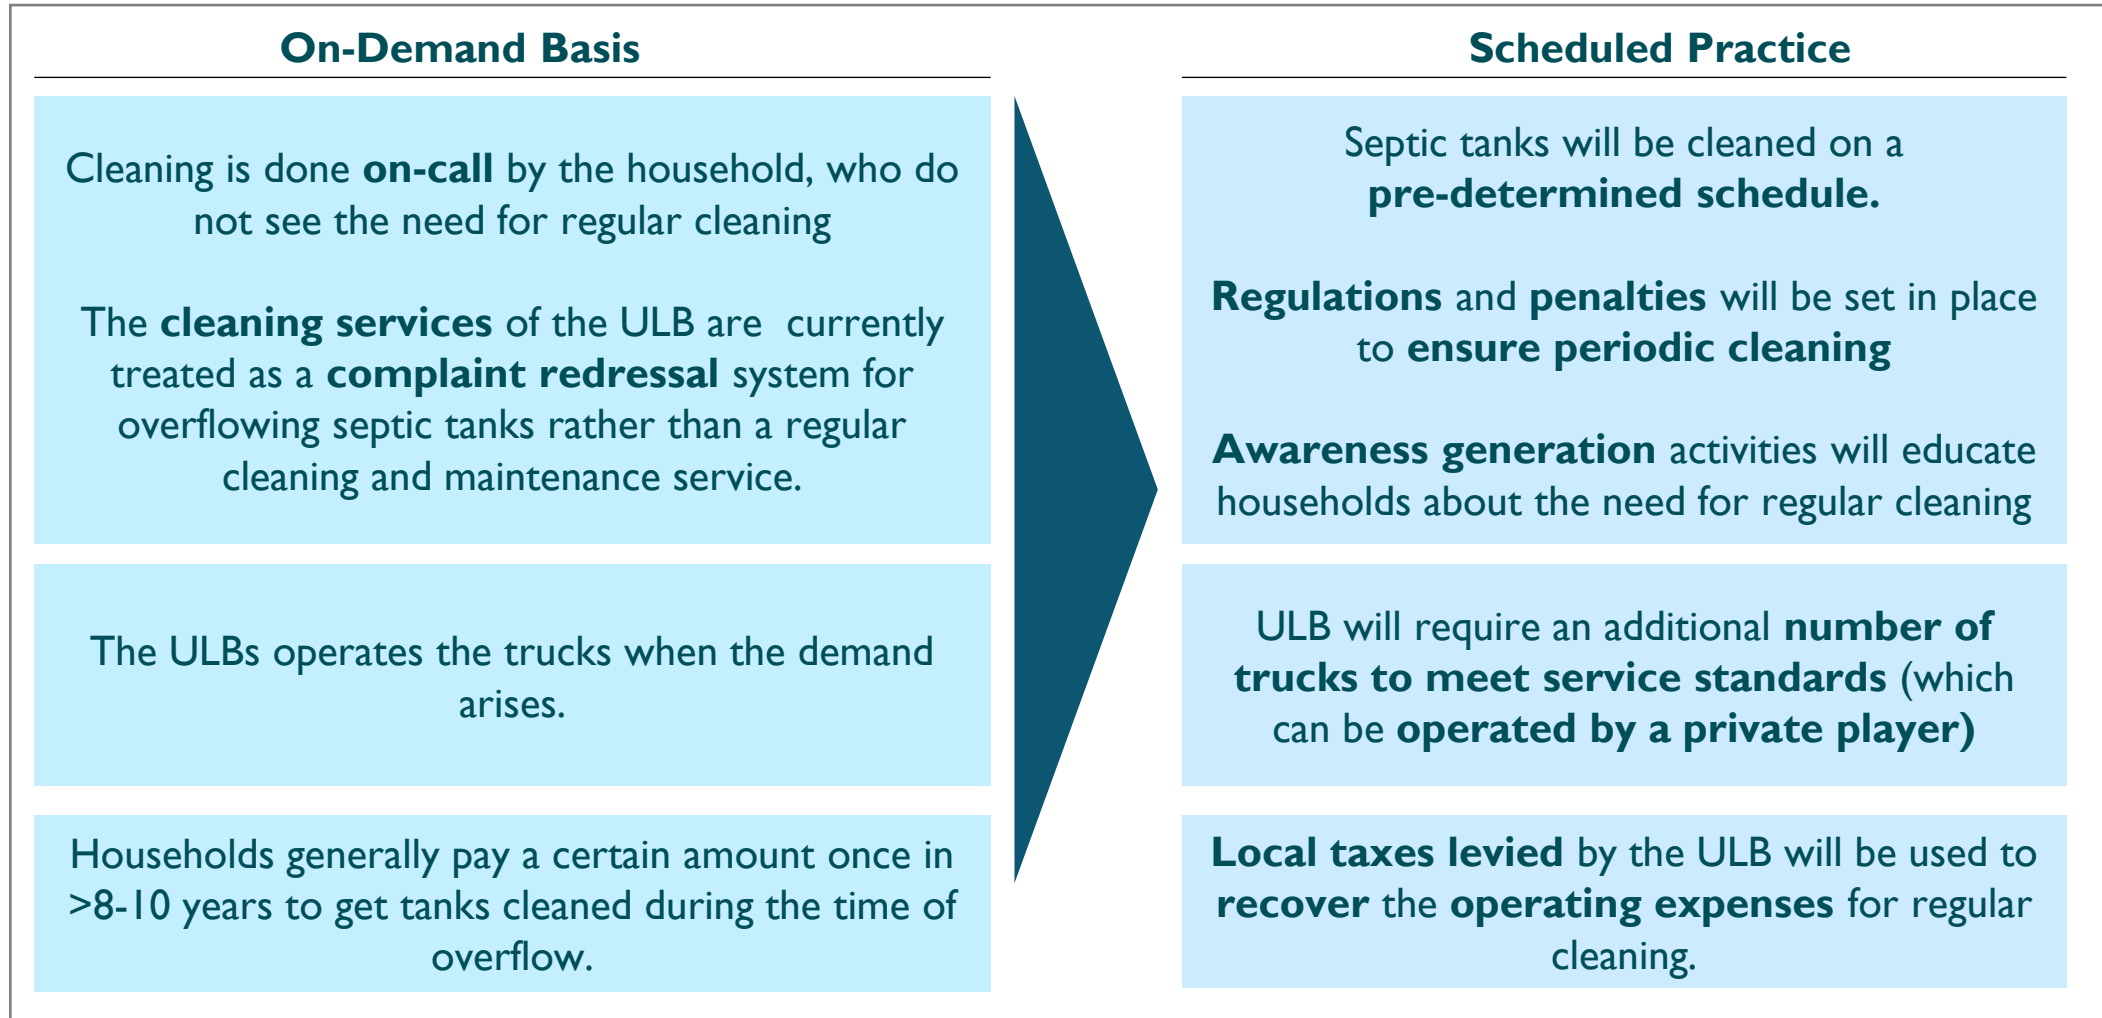 On-Demand Basis
Cleaning is done on-call by the household, who do
not see the need for regular cleaning
The cleaning services of the ULB are  currently
treated as a complaint redressal system for
overflowing septic tanks rather than a regular
cleaning and maintenance service.
The ULBs operates the trucks when the demand
arises.
Households generally pay a certain amount once in
>8-10 years to get tanks cleaned during the time of
overflow.
Scheduled Practice
Septic tanks will be cleaned on a
pre-determined schedule.
Regulations and penalties will be set in place
to ensure periodic cleaning
Awareness generation activities will educate
households about the need for regular cleaning
ULB will require an additional number of
trucks to meet service standards (which
can be operated by a private player)
Local taxes levied by the ULB will be used to
recover the operating expenses for regular
cleaning.